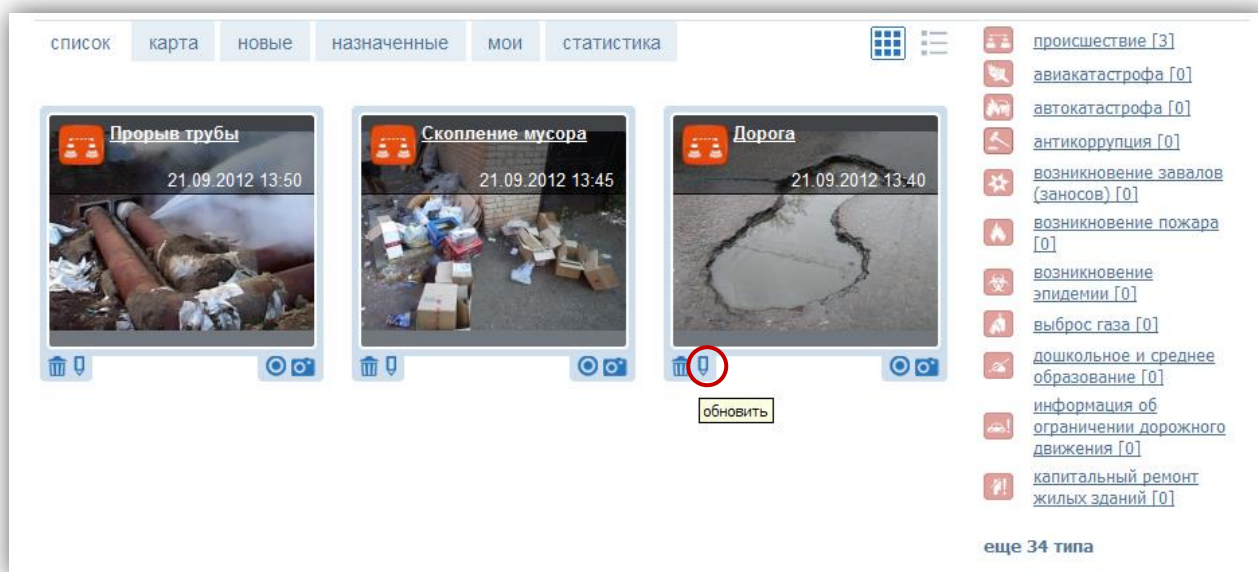 список карта новые назначенные мои статистика
Прорыв трубы
21.09.2012 13:50
Скопление мусора
21.09.2012 13:45
Дорога
21.09.2012 13:40
обновить
происшествие [3]
авиакатастрофа [0]
автокатастрофа [0]
антикоррупция [0]
возникновение завалов
(заносов) [0]
возникновение пожара
[0]
возникновение
эпидемии [0]
выброс газа [0]
дошкольное и среднее
образование [0]
информация об
ограничении дорожного
движения [0]
капитальный ремонт
жилых зданий [0]
еще 34 типа